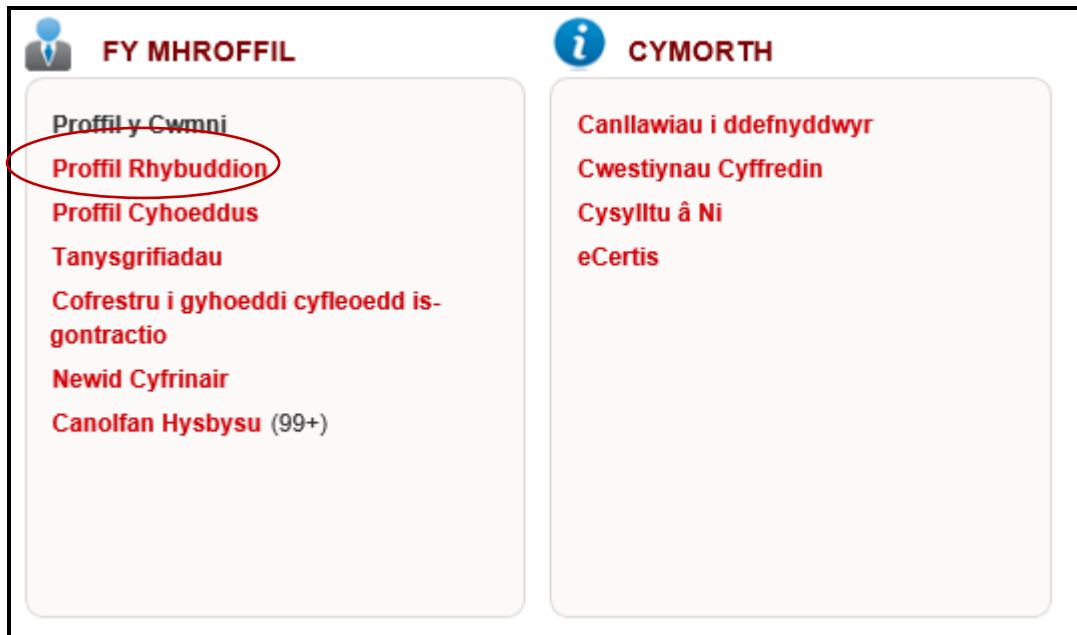 FY MHROFFIL
Proffil y Cwmni
Proffil Rhybuddion
Proffil Cyhoeddus
Tanysgrifiadau
Cofrestru i gyhoeddi cyfleoedd is-
gontractio
Newid Cyfrinair
Canolfan Hysbysu (99+)
CYMORTH
Canllawiau i ddefnyddwyr
Cwestiynau Cyffredin
Cysylltu â Ni
eCertis